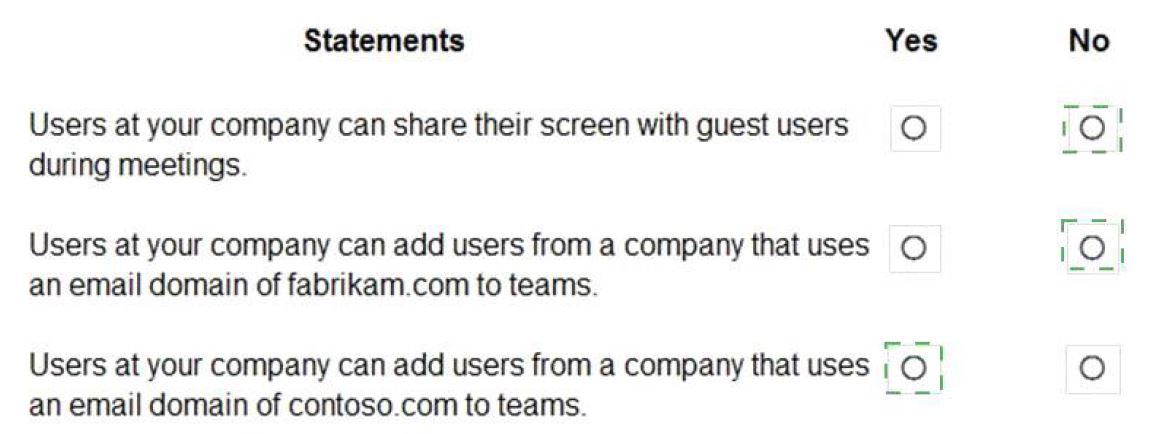 Statements Yes No
Users at your company can share their screen with guest users
during meetings.
Users at your company can add users from a company that uses
an email domain of fabrikam.com to teams.
Users at your company can add users from a company that uses
an email domain of contoso.com to teams.